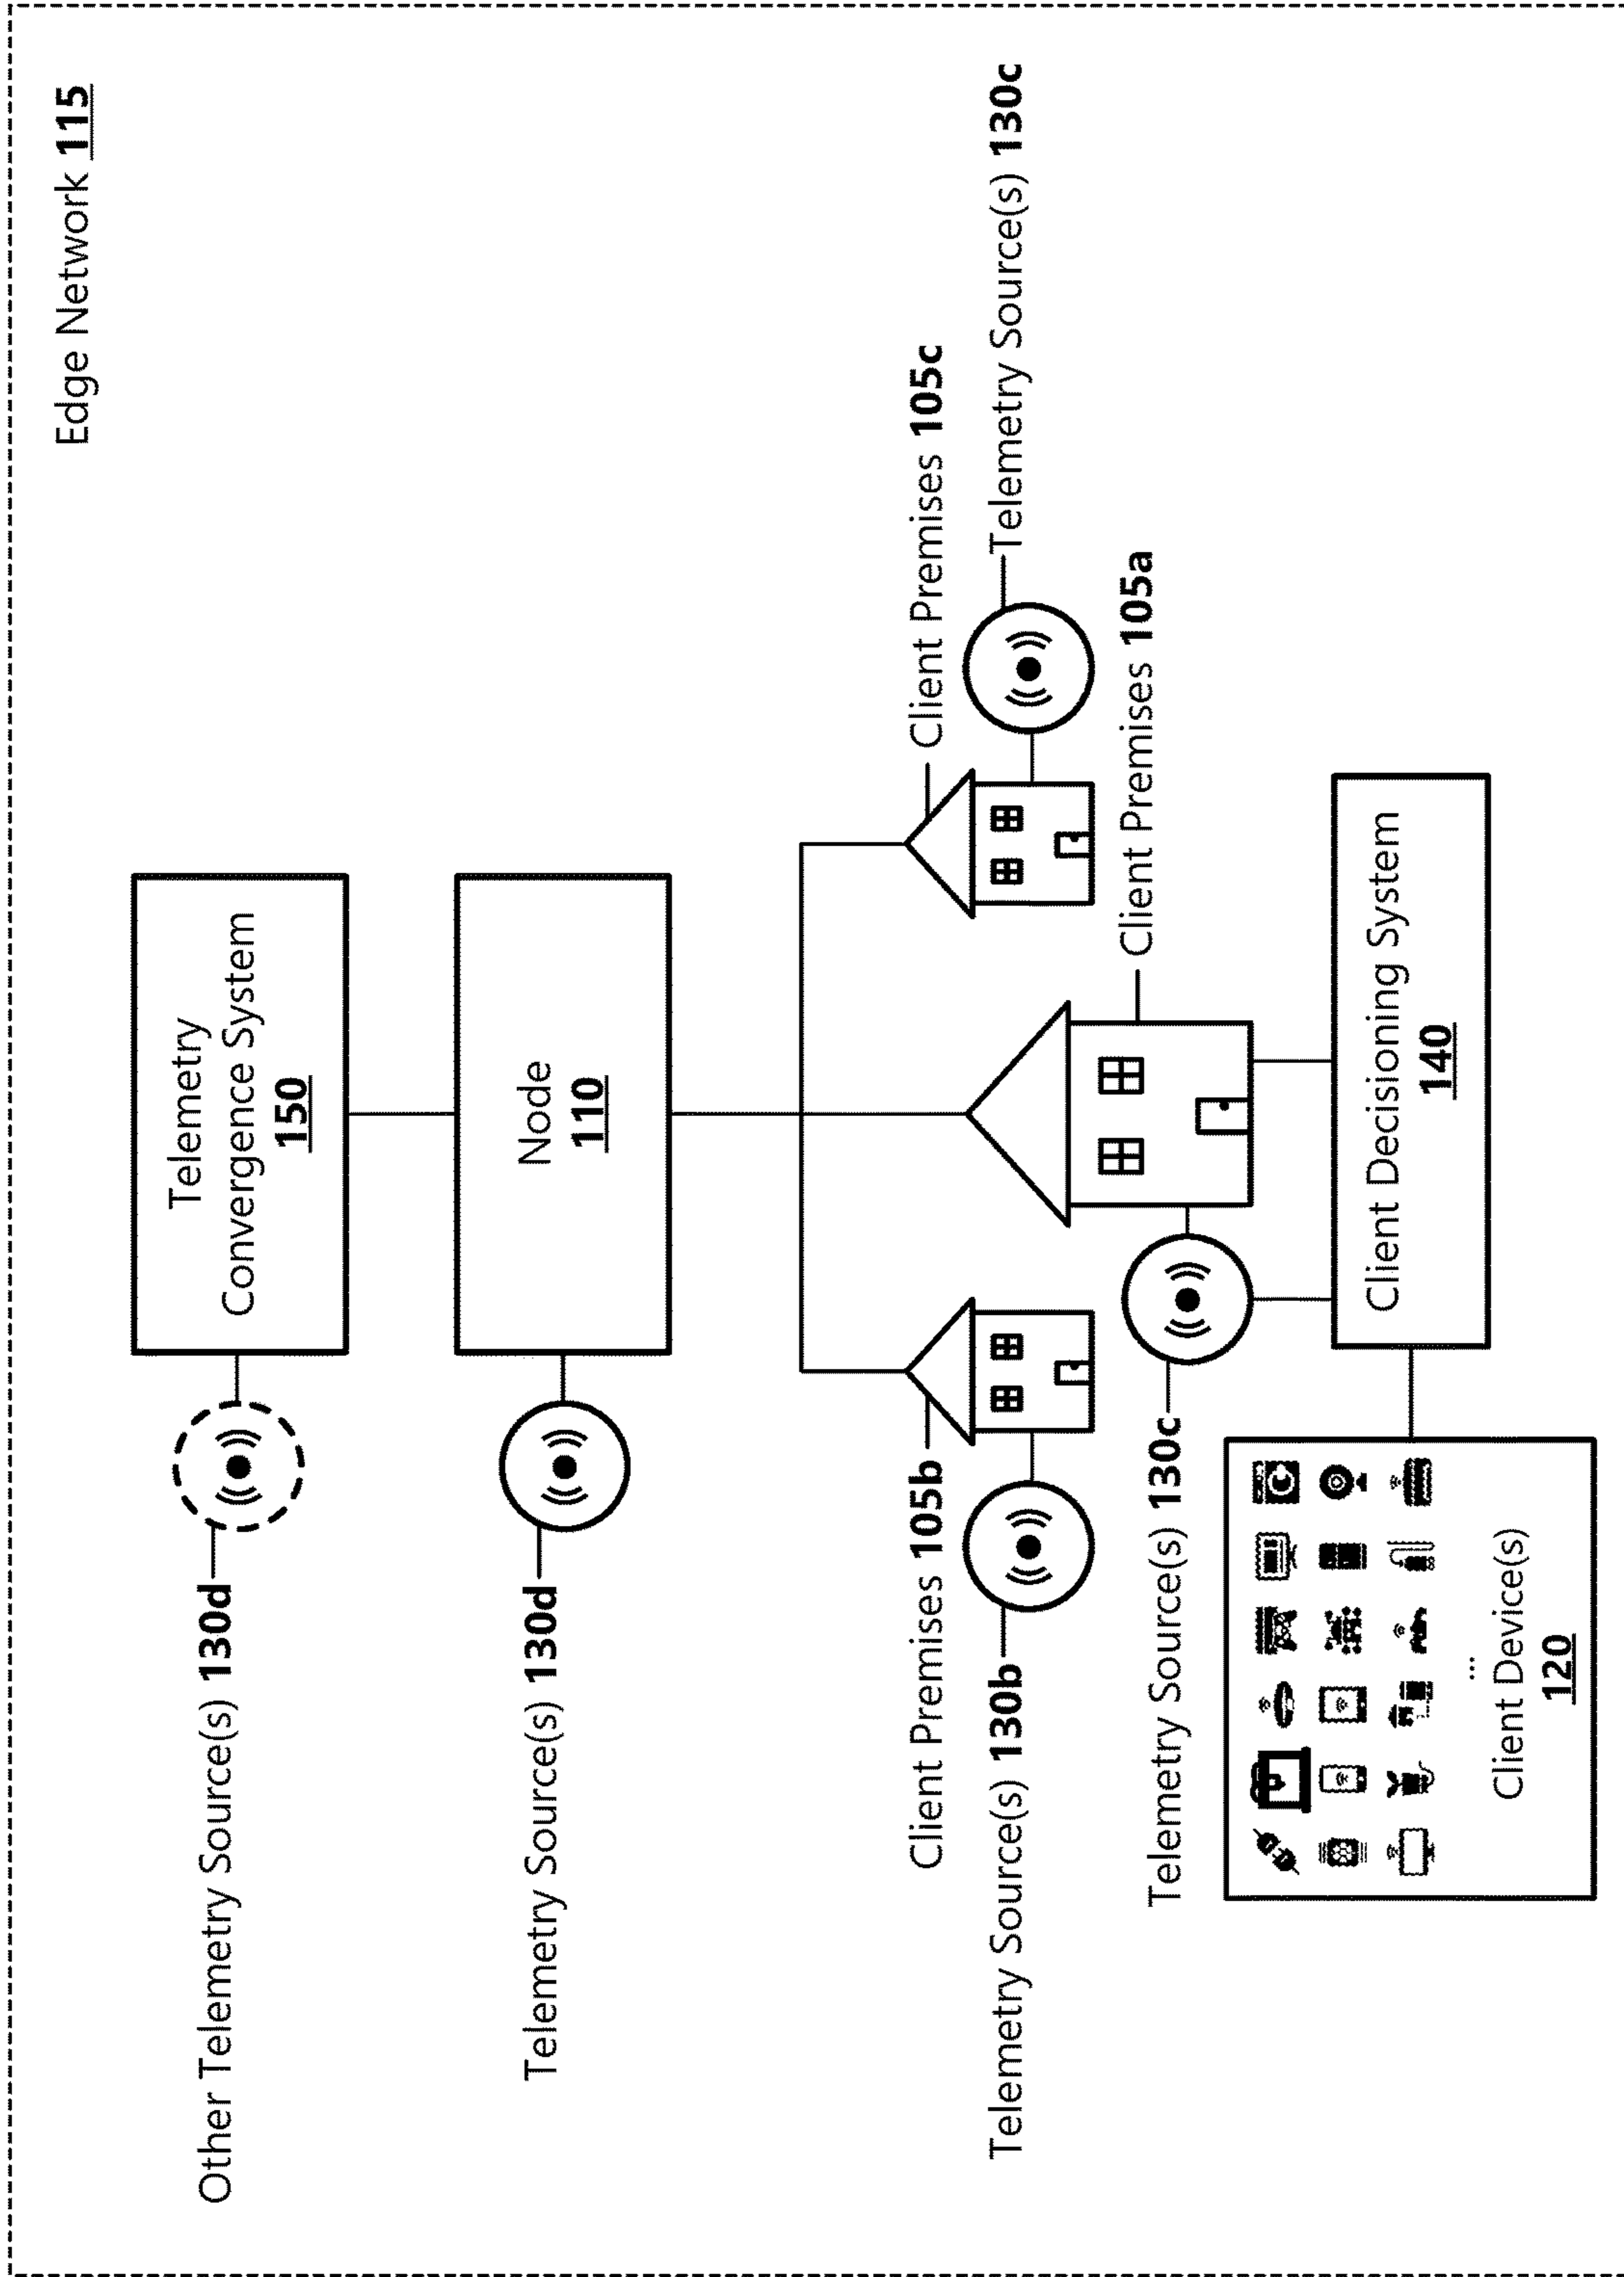 Edge Network 115
Telemetry
Convergence System
150
Other Telemetry Source(s) 130d
Node
110
Telemetry Source(s) 130d
Client Premises 105b
Client Premises 105c
Telemetry Source(s) 130b
Telemetry Source(s) 130c
Client Premises 105a
Telemetry Source(s) 130c
Client Decisioning System
140
...
Client Device(s)
120